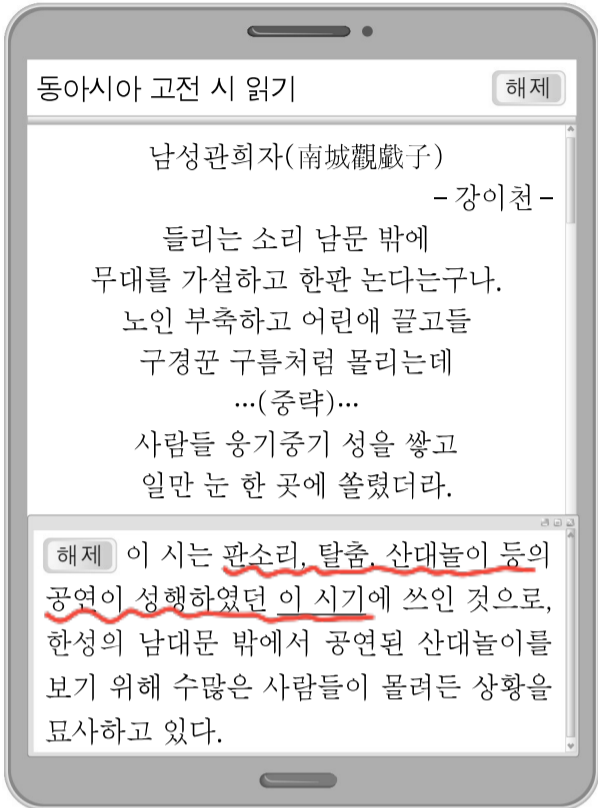 동아시아 고전 시 읽기 해제
남성관희자(南城觀戱子)
- 강이천 -
들리는 소리 남문 밖에
무대를 가설하고 한판 논다는구나.
노인 부축하고 어린애 끌고들
구경꾼 구름처럼 몰리는데
…(중략)…
사람들 웅기중기 성을 쌓고
일만 눈 한 곳에 쏠렸더라.
해제 이 시는 판소리, 탈춤, 산대놀이 등의
공연이 성행하였던 이 시기에 쓰인 것으로,
한성의 남대문 밖에서 공연된 산대놀이를
보기 위해 수많은 사람들이 몰려든 상황을
묘사하고 있다.